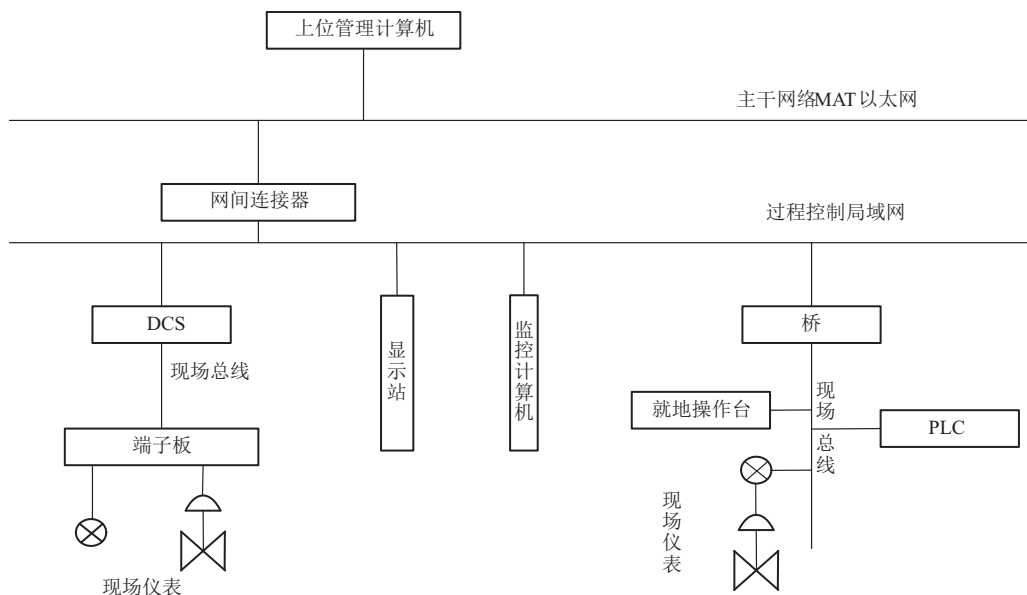 上位管理计算机
主干网络MAT以太网
网间连接器
过程控制局域网
DCS
现场总线
端子板
现场仪表
显示站
监控计算机
桥
现场
总线
就地操作台
PLC
现场仪表